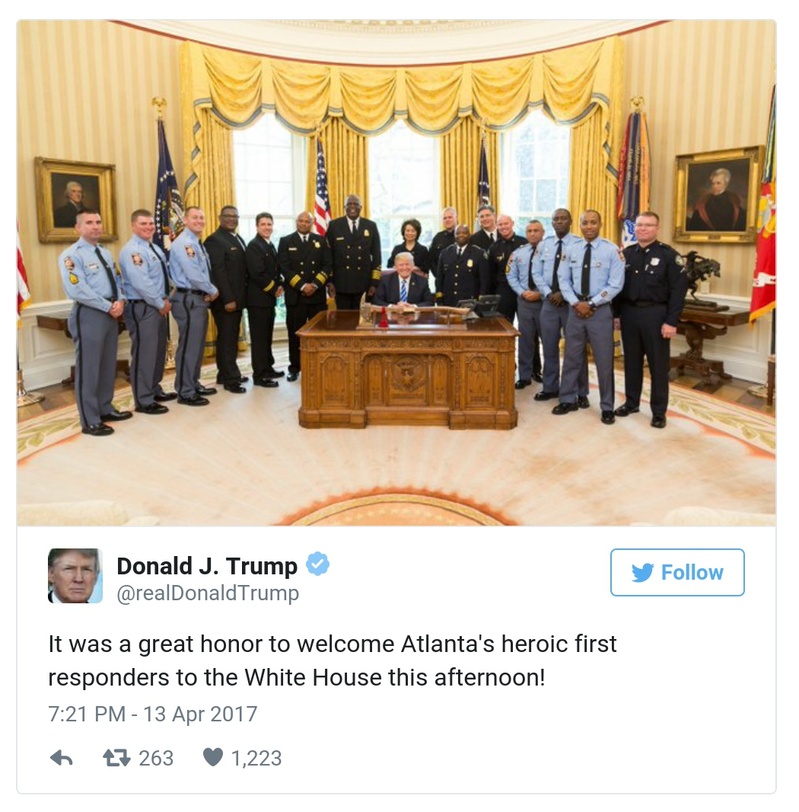 Donald J. Trump
Follow
@realDonaldTrump
It was a great honor to welcome Atlanta's heroic first
responders to the White House this afternoon!
7:21 PM - 13 Apr 2017
263 1,223